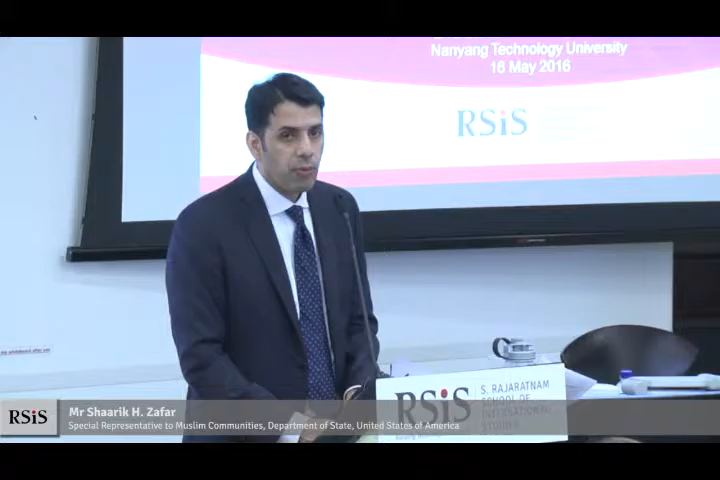 Nanyang Technology University
16 May 2016
RSiS
RSiS
S. RAJARATNAM
SCHOOL OF
INTERNATIONAL
STUDIES
RSiS
Mr Shaarik H. Zafar
Special Representative to Muslim Communities, Department of State, United States of America